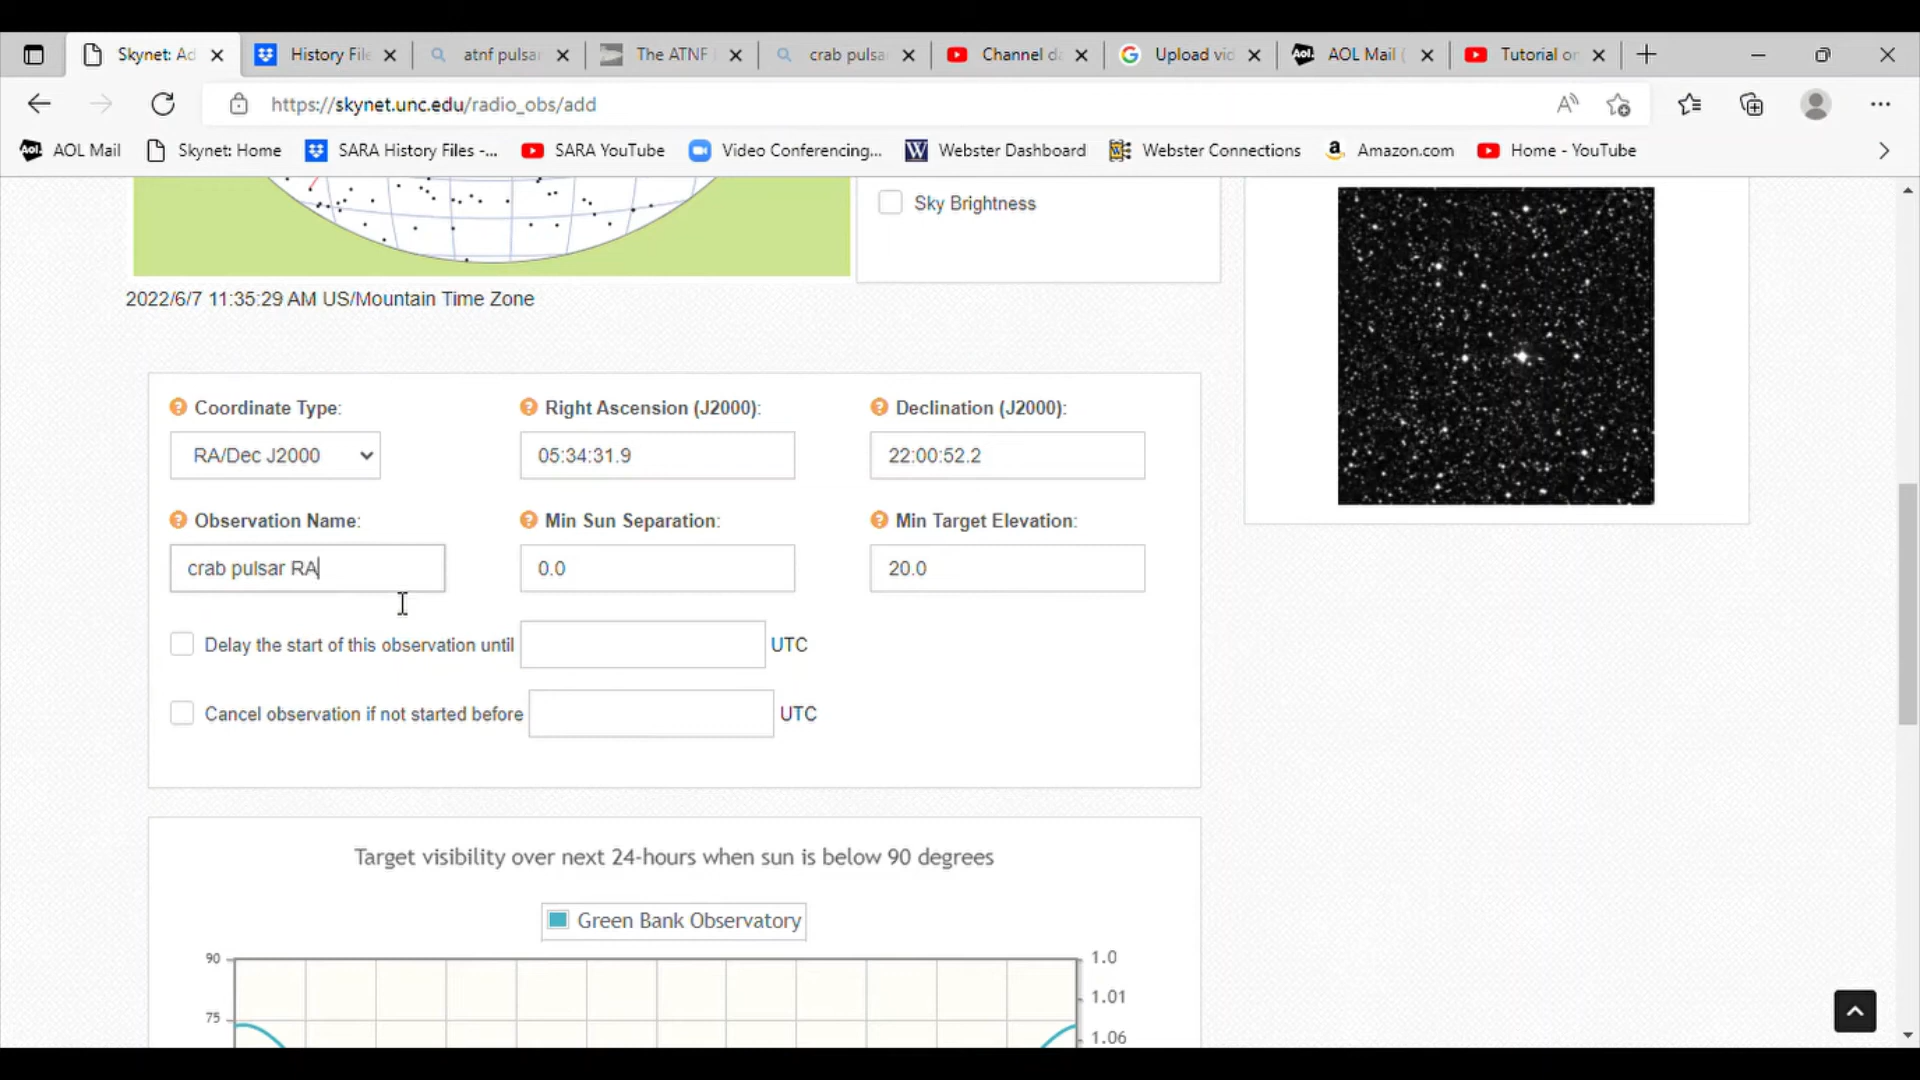 Skynet: Ad
History File
atnf pulsa
The ATNF
crab pulsa
Channel da
Upload vid
AOL Mail (
Tutorial or
https://skynet.unc.edu/radio_obs/add
Aol. AOL Mail
Skynet: Home
SARA History Files -...
SARA YouTube
Video Conferencing...
Webster Dashboard
Webster Connections
Amazon.com
Home - YouTube
Sky Brightness
2022/6/7 11:35:29 AM US/Mountain Time Zone
Coordinate Type: Right Ascension (J2000): Declination (J2000):
RA/Dec J2000 05:34:31.9 22:00:52.2
Observation Name: Min Sun Separation: Min Target Elevation:
crab pulsar RA 0.0 20.0
Delay the start of this observation until UTC
Cancel observation if not started before UTC
Target visibility over next 24-hours when sun is below 90 degrees
Green Bank Observatory
90 1.0
1.01
75
1.06